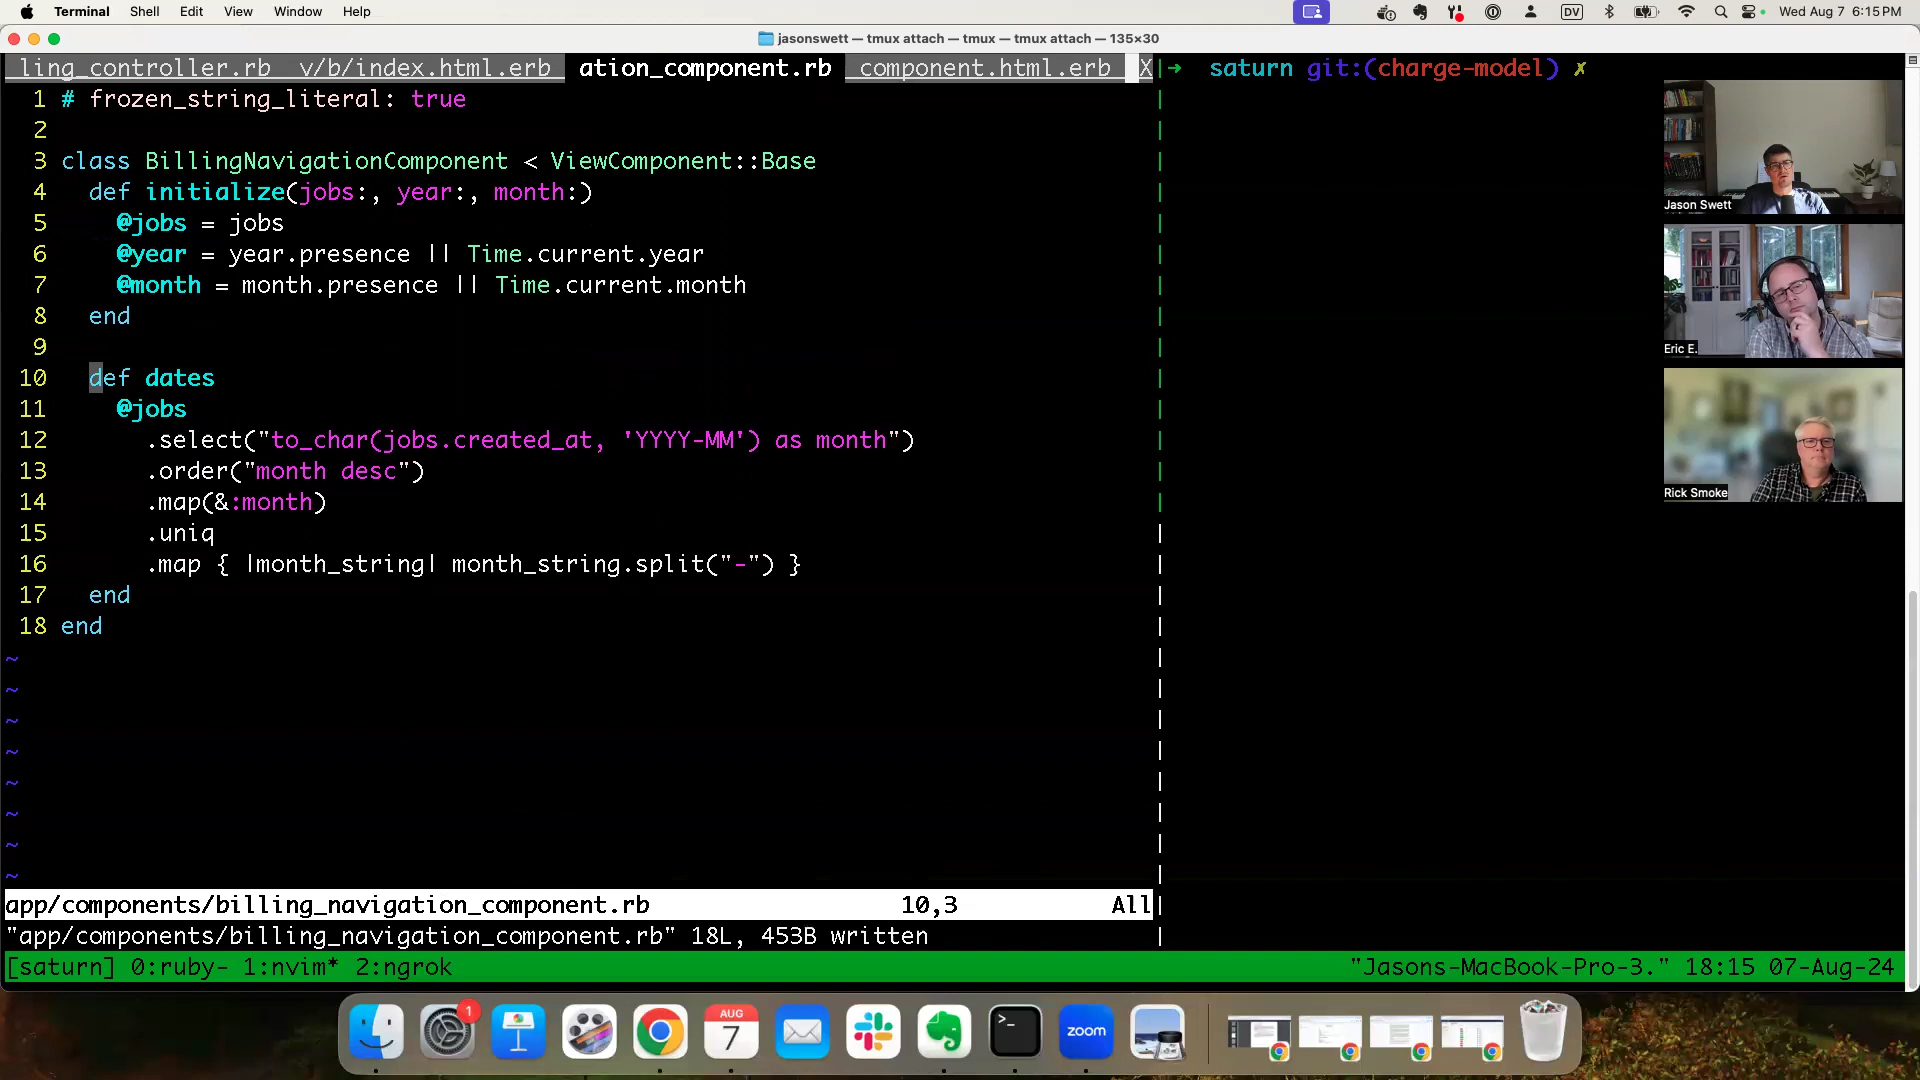 Terminal Shell Edit View Window Help DV Wed Aug 7 6:15 PM
jasonswett — tmux attach — tmux — tmux attach — 135×30
ling_controller.rb v/b/index.html.erb ation_component.rb component.html.erb X
➜ saturn git:(charge-model) ✗
1 # frozen_string_literal: true
2
3 class BillingNavigationComponent < ViewComponent::Base
4 def initialize(jobs:, year:, month:)
5 @jobs = jobs
6 @year = year.presence || Time.current.year
7 @month = month.presence || Time.current.month
8 end
9
10 def dates
11 @jobs
12 .select("to_char(jobs.created_at, 'YYYY-MM') as month")
13 .order("month desc")
14 .map(&:month)
15 .uniq
16 .map { |month_string| month_string.split("-") }
17 end
18 end
~
~
~
~
~
~
~
~
app/components/billing_navigation_component.rb 10,3 All
"app/components/billing_navigation_component.rb" 18L, 453B written
[saturn] 0:ruby- 1:nvim* 2:ngrok "Jasons-MacBook-Pro-3." 18:15 07-Aug-24
Jason Swett
Eric E.
Rick Smoke
1
AUG
7
>_
zoom